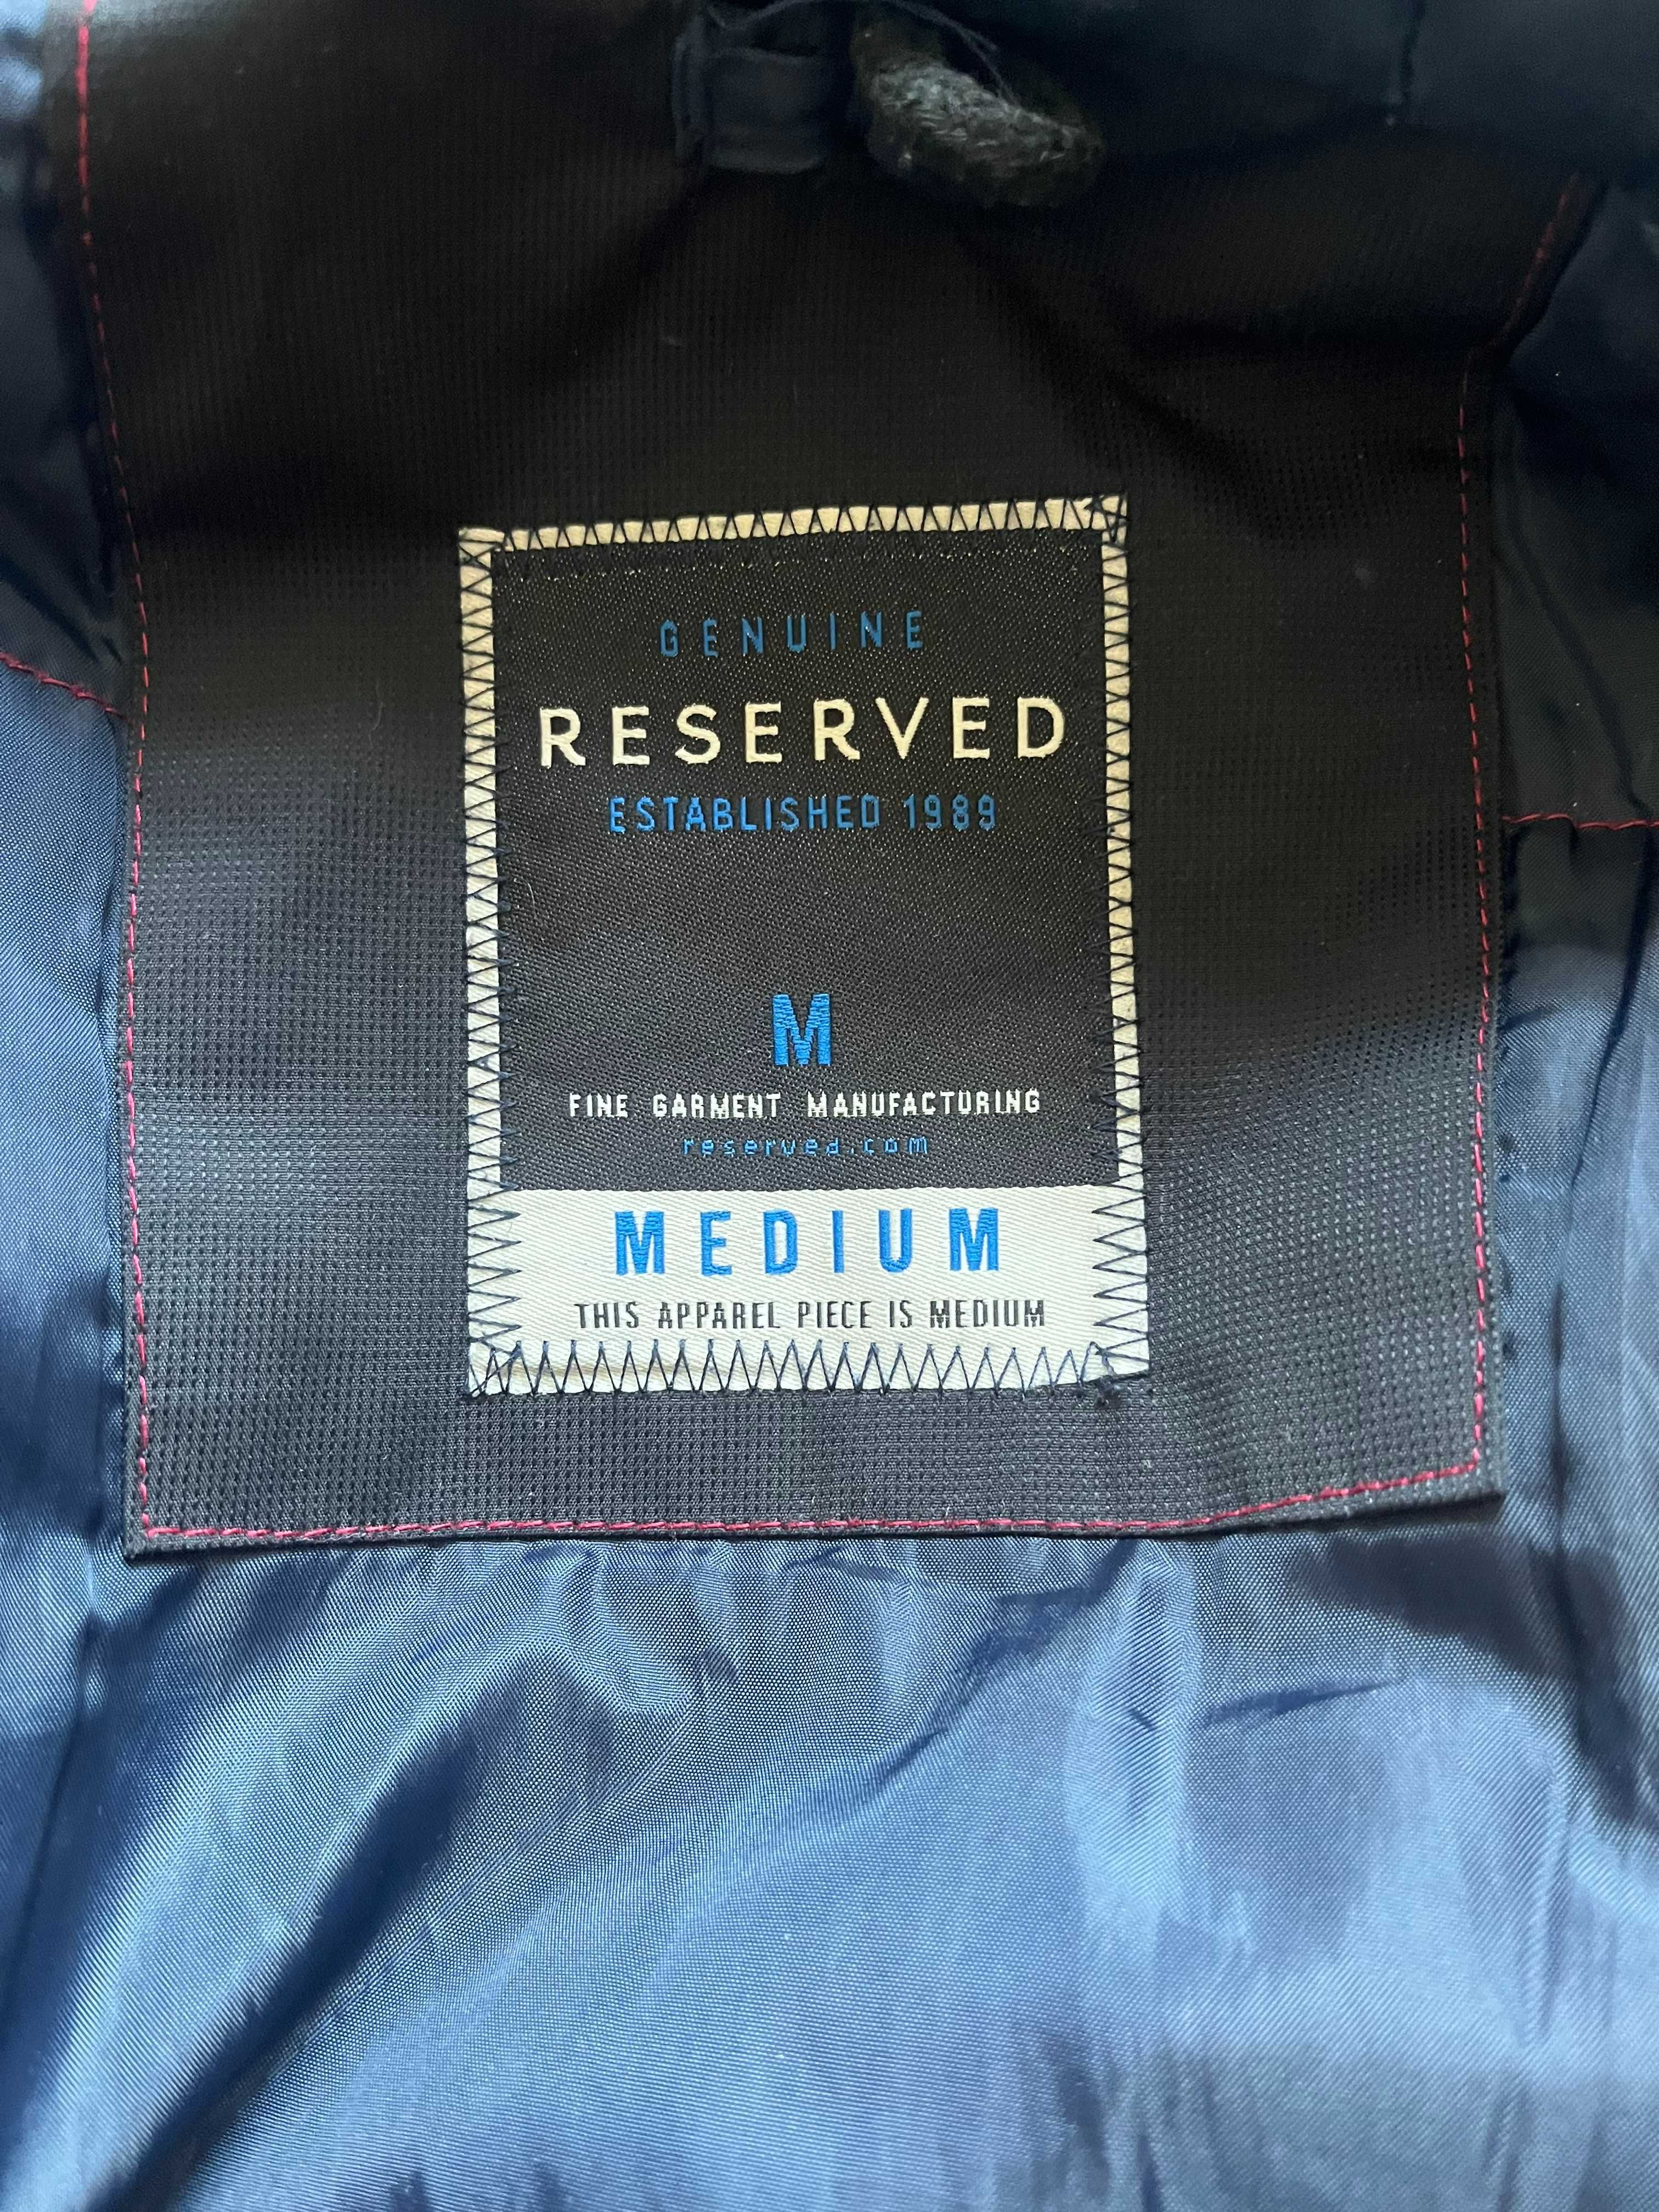 GENUINE
RESERVED
ESTABLISHED 1989
M
FINE GARMENT MANUFACTURING
reserved.com
MEDIUM
THIS APPAREL PIECE IS MEDIUM